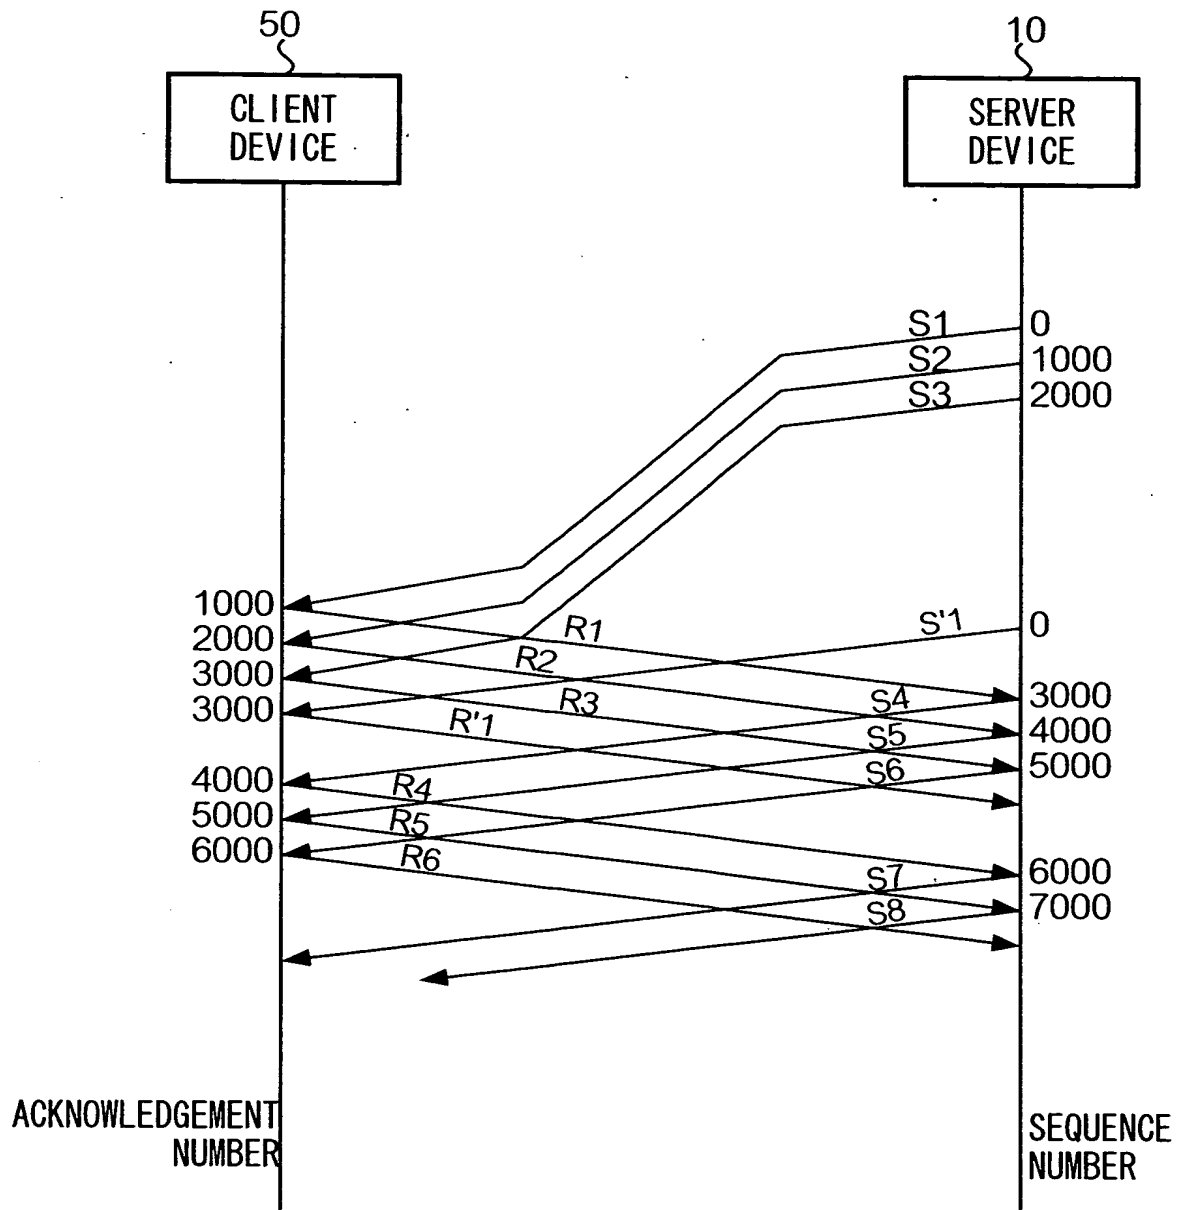 50
10
CLIENT
DEVICE
SERVER
DEVICE
S1
0
S2
1000
S3
2000
1000
R1
S'1
0
2000
R2
3000
R3
S4
3000
3000
R'1
S5
4000
S6
5000
4000
R4
5000
R5
6000
R6
S7
6000
S8
7000
ACKNOWLEDGEMENT
NUMBER
SEQUENCE
NUMBER